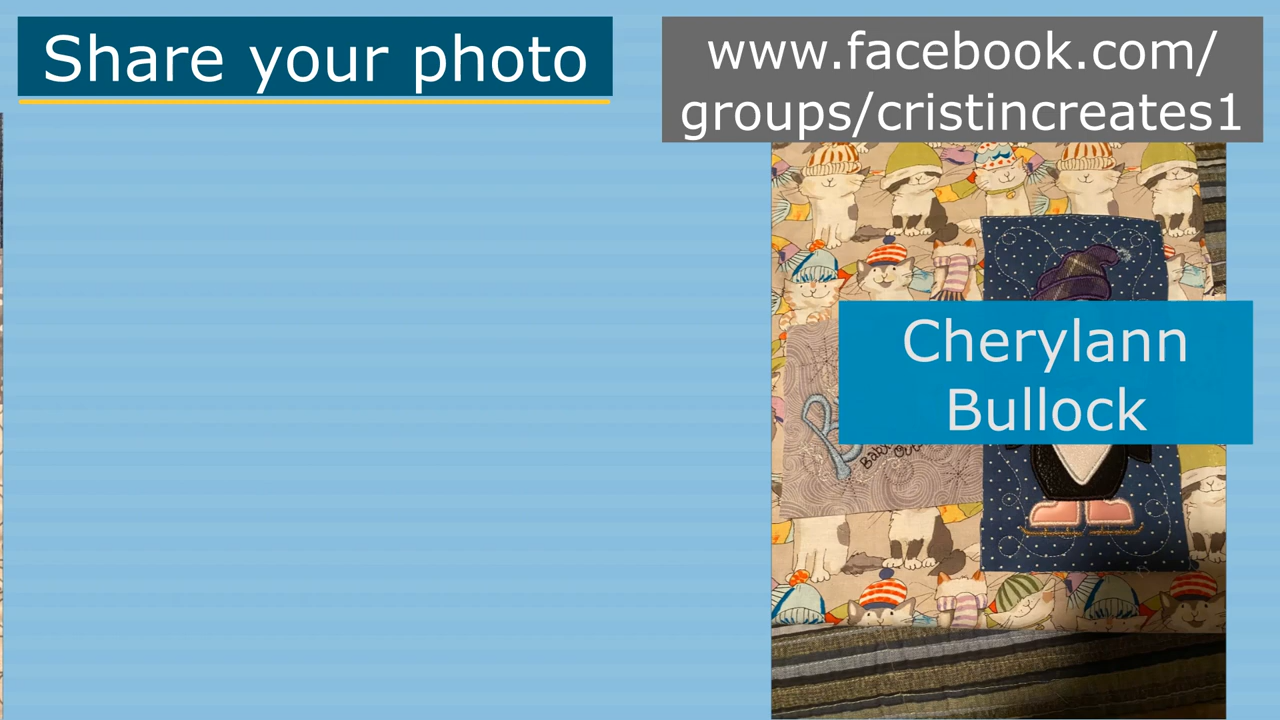 Share your photo
www.facebook.com/
groups/cristincreates1
Cherylann
Bullock